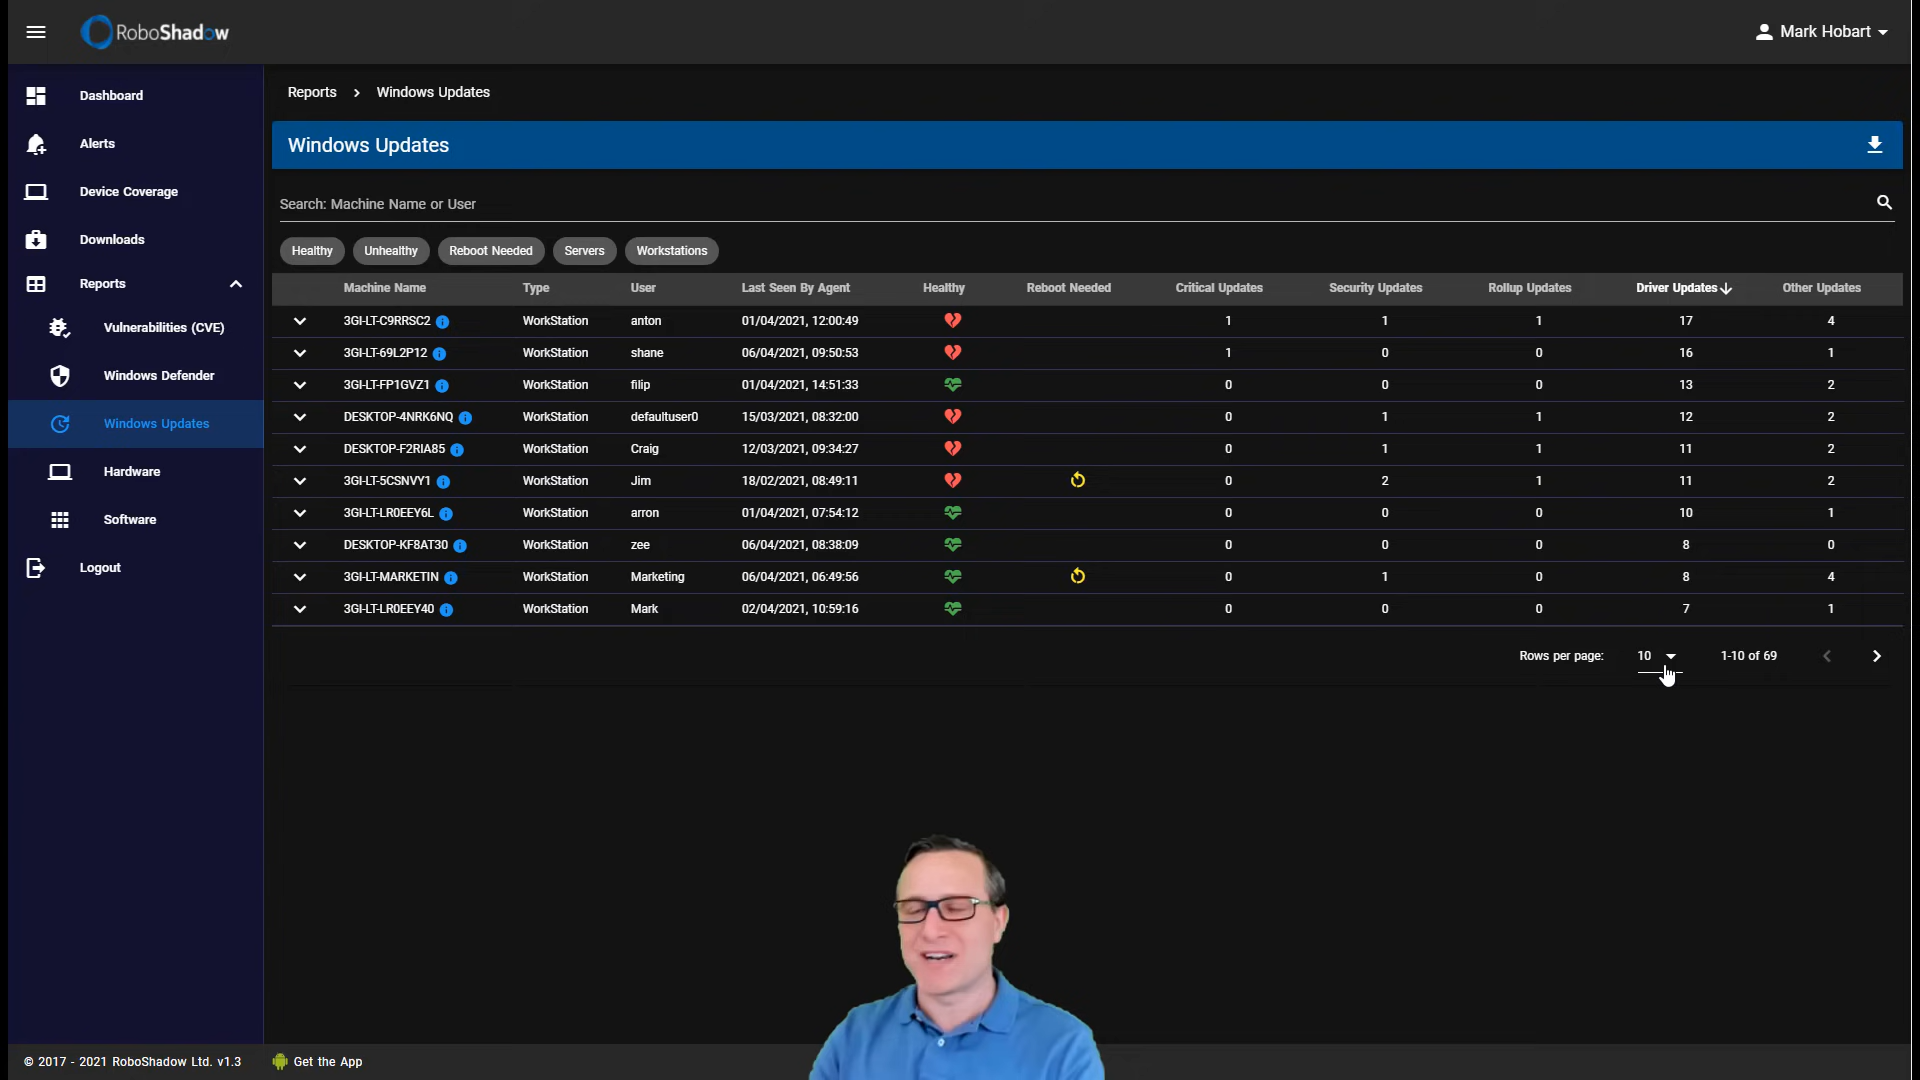 RoboShadow
Mark Hobart
Dashboard
Alerts
Device Coverage
Downloads
Reports
Vulnerabilities (CVE)
Windows Defender
Windows Updates
Hardware
Software
Logout
Reports > Windows Updates
Windows Updates
Search: Machine Name or User
Healthy Unhealthy Reboot Needed Servers Workstations
Machine Name Type User Last Seen By Agent Healthy Reboot Needed Critical Updates Security Updates Rollup Updates Driver Updates Other Updates
3GI-LT-C9RRSC2 WorkStation anton 01/04/2021, 12:00:49 1 1 1 17 4
3GI-LT-69L2P12 WorkStation shane 06/04/2021, 09:50:53 1 0 0 16 1
3GI-LT-FP1GVZ1 WorkStation filip 01/04/2021, 14:51:33 0 0 0 13 2
DESKTOP-4NRK6NQ WorkStation defaultuser0 15/03/2021, 08:32:00 0 1 1 12 2
DESKTOP-F2RIA85 WorkStation Craig 12/03/2021, 09:34:27 0 1 1 11 2
3GI-LT-5CSNVY1 WorkStation Jim 18/02/2021, 08:49:11 0 2 1 11 2
3GI-LT-LR0EEY6L WorkStation arron 01/04/2021, 07:54:12 0 0 0 10 1
DESKTOP-KF8AT30 WorkStation zee 06/04/2021, 08:38:09 0 0 0 8 0
3GI-LT-MARKETIN WorkStation Marketing 06/04/2021, 06:49:56 0 1 0 8 4
3GI-LT-LR0EEY40 WorkStation Mark 02/04/2021, 10:59:16 0 0 0 7 1
Rows per page: 10 1-10 of 69
© 2017 - 2021 RoboShadow Ltd. v1.3 Get the App